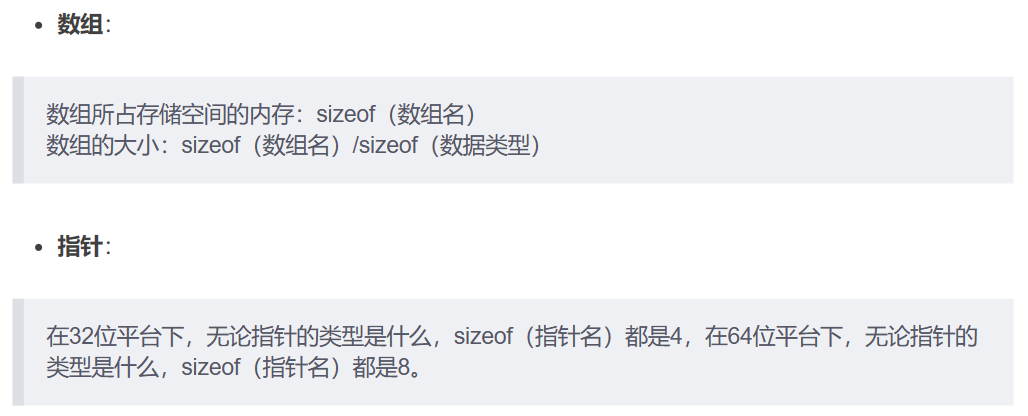 数组：
数组所占存储空间的内存：sizeof（数组名）
数组的大小：sizeof（数组名）/sizeof（数据类型）
指针：
在32位平台下，无论指针的类型是什么，sizeof（指针名）都是4，在64位平台下，无论指针的
类型是什么，sizeof（指针名）都是8。